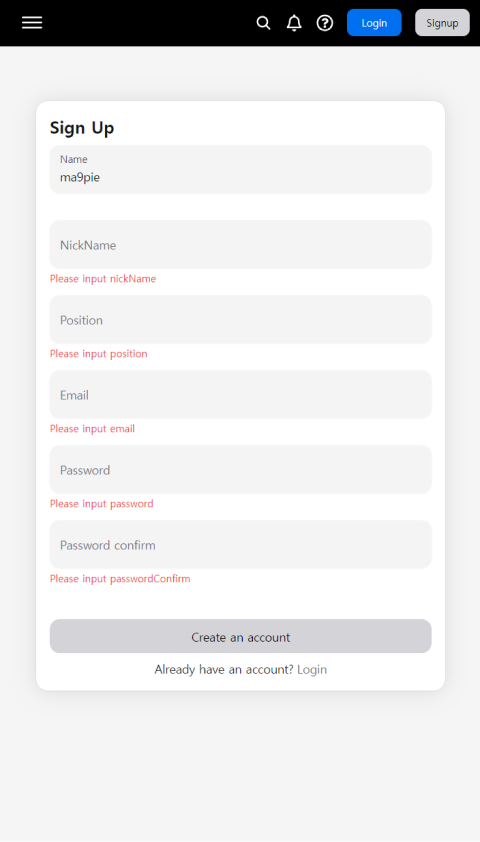 Login
Signup
Sign Up
Name
ma9pie
NickName
Please input nickName
Position
Please input position
Email
Please input email
Password
Please input password
Password confirm
Please input passwordConfirm
Create an account
Already have an account? Login